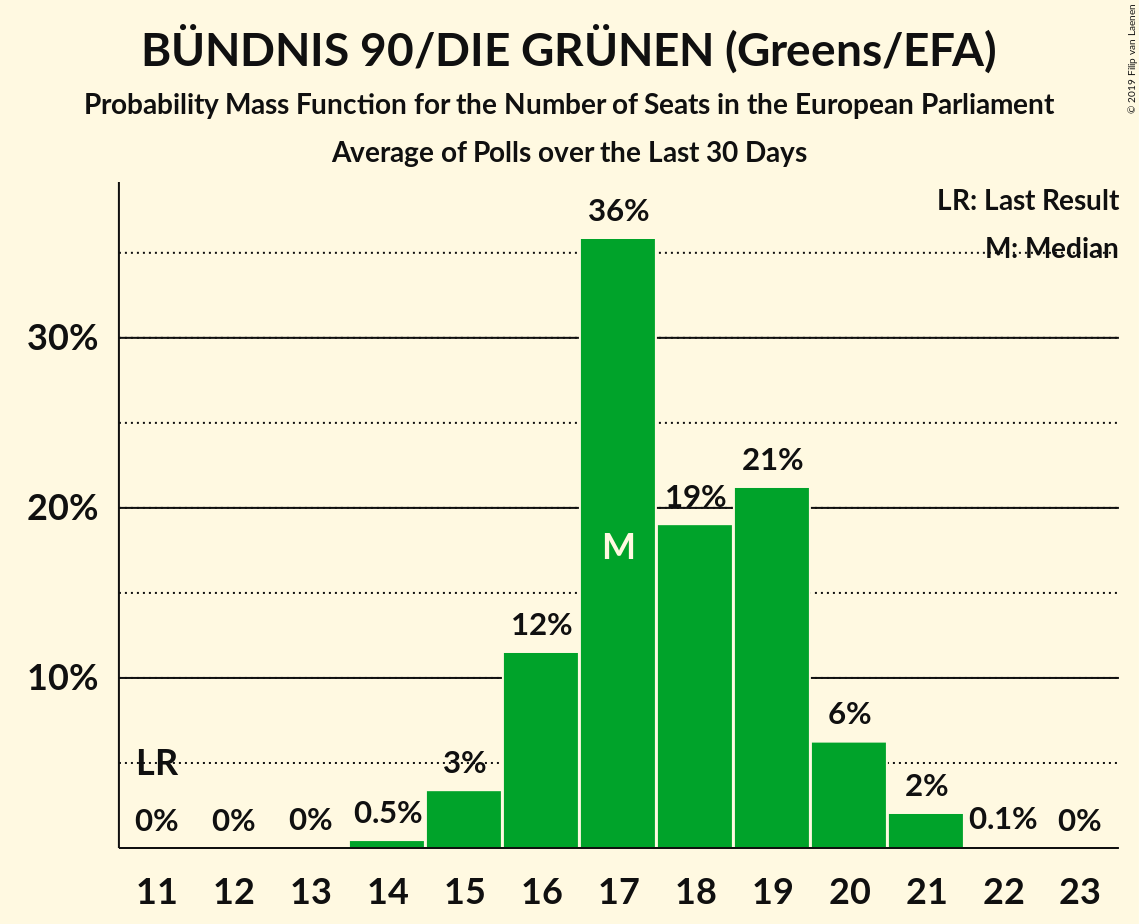 BÜNDNIS 90/DIE GRÜNEN (Greens/EFA)
Probability Mass Function for the Number of Seats in the European Parliament
Average of Polls over the Last 30 Days
© 2019 Filip van Laenen
LR: Last Result
M: Median
36%
30%
21%
19%
20%
M
12%
10%
6%
LR
3%
2%
0% 0% 0% 0.5% 0.1% 0%
11 12 13 14 15 16 17 18 19 20 21 22 23